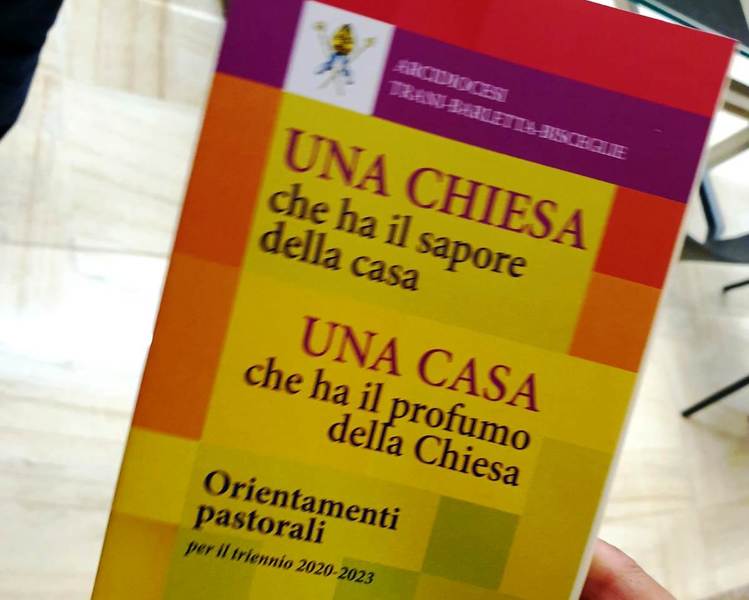 ARCIDIOCESI
TRANI-BARLETTA-BISCEGLIE
UNA CHIESA
che ha il sapore
della casa
UNA CASA
che ha il profumo
della Chiesa
Orientamenti
pastorali
per il triennio 2020-2023